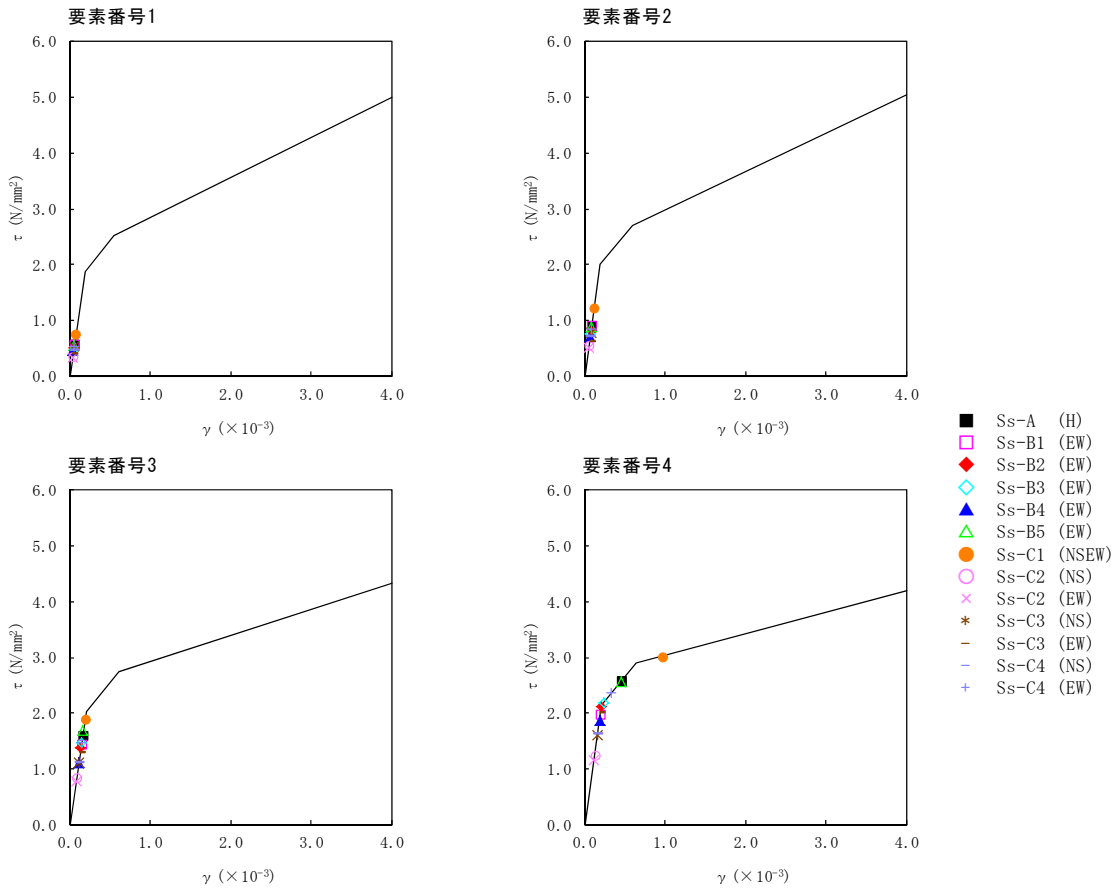 要素番号1
6.0
5.0
4.0
3.0
2.0
1.0
0.0
τ (N/mm²)
0.0 1.0 2.0 3.0 4.0
γ (×10⁻³)
要素番号2
6.0
5.0
4.0
3.0
2.0
1.0
0.0
τ (N/mm²)
0.0 1.0 2.0 3.0 4.0
γ (×10⁻³)
要素番号3
6.0
5.0
4.0
3.0
2.0
1.0
0.0
τ (N/mm²)
0.0 1.0 2.0 3.0 4.0
γ (×10⁻³)
要素番号4
6.0
5.0
4.0
3.0
2.0
1.0
0.0
τ (N/mm²)
0.0 1.0 2.0 3.0 4.0
γ (×10⁻³)
Ss-A (H)
Ss-B1 (EW)
Ss-B2 (EW)
Ss-B3 (EW)
Ss-B4 (EW)
Ss-B5 (EW)
Ss-C1 (NSEW)
Ss-C2 (NS)
Ss-C2 (EW)
Ss-C3 (NS)
Ss-C3 (EW)
Ss-C4 (NS)
Ss-C4 (EW)